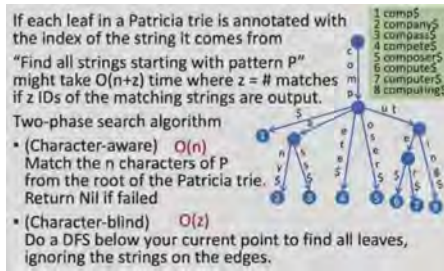 If each leaf in a Patricia trie is annotated with
the index of the string it comes from
"Find all strings starting with pattern P"
might take O(n+z) time where z = # matches
if z IDs of the matching strings are output.
Two-phase search algorithm
• (Character-aware) O(n)
Match the n characters of P
from the root of the Patricia trie.
Return Nil if failed
• (Character-blind) O(z)
Do a DFS below your current point to find all leaves,
ignoring the strings on the edges.
1 comp$
2 company$
3 compass$
4 compete$
5 composer$
6 compute$
7 computer$
8 computing$
c
o
m
p
$
a
ut
n
y
$
s
s
$
e
t
e
$
o
s
e
r
$
e
i
n
g
$
$
r
$
1
2
3
4
5
6
7
8